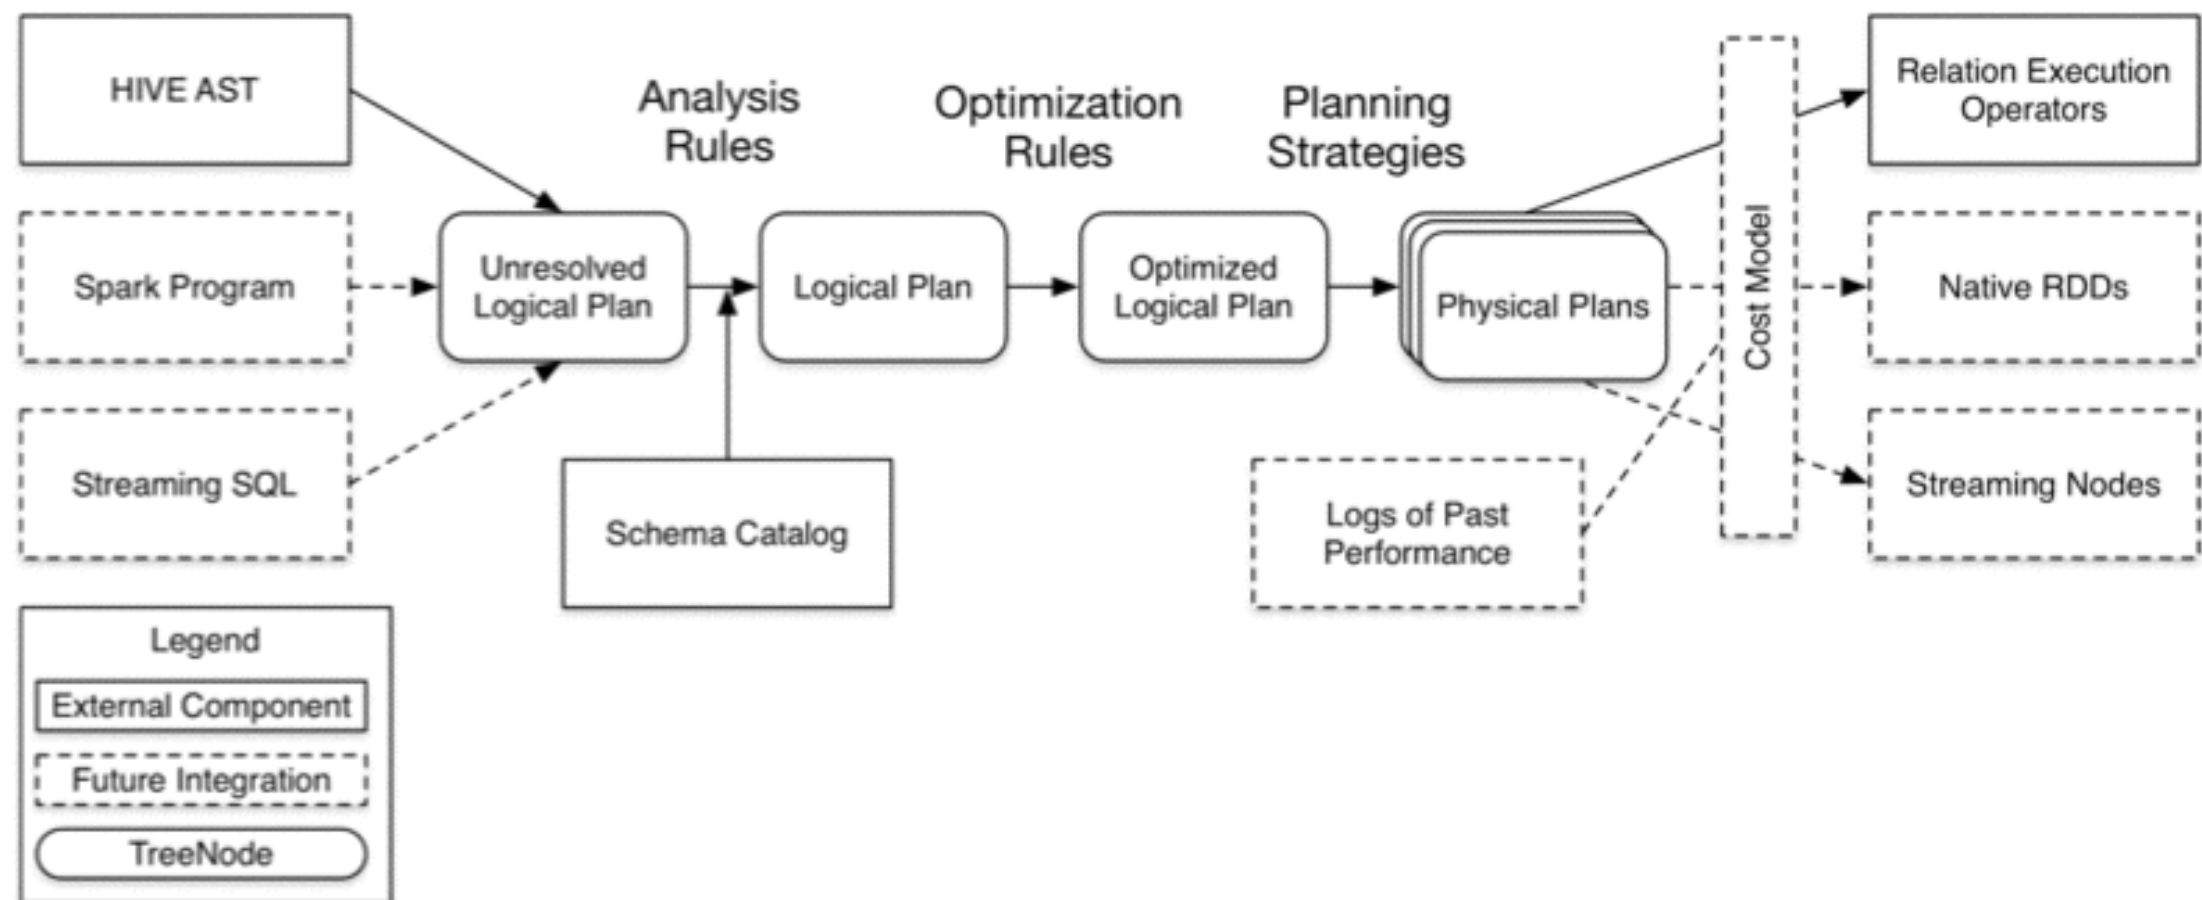 HIVE AST
Spark Program
Streaming SQL
Analysis
Rules
Optimization
Rules
Planning
Strategies
Unresolved
Logical Plan
Logical Plan
Optimized
Logical Plan
Physical Plans
Schema Catalog
Logs of Past
Performance
Cost Model
Relation Execution
Operators
Native RDDs
Streaming Nodes
Legend
External Component
Future Integration
TreeNode